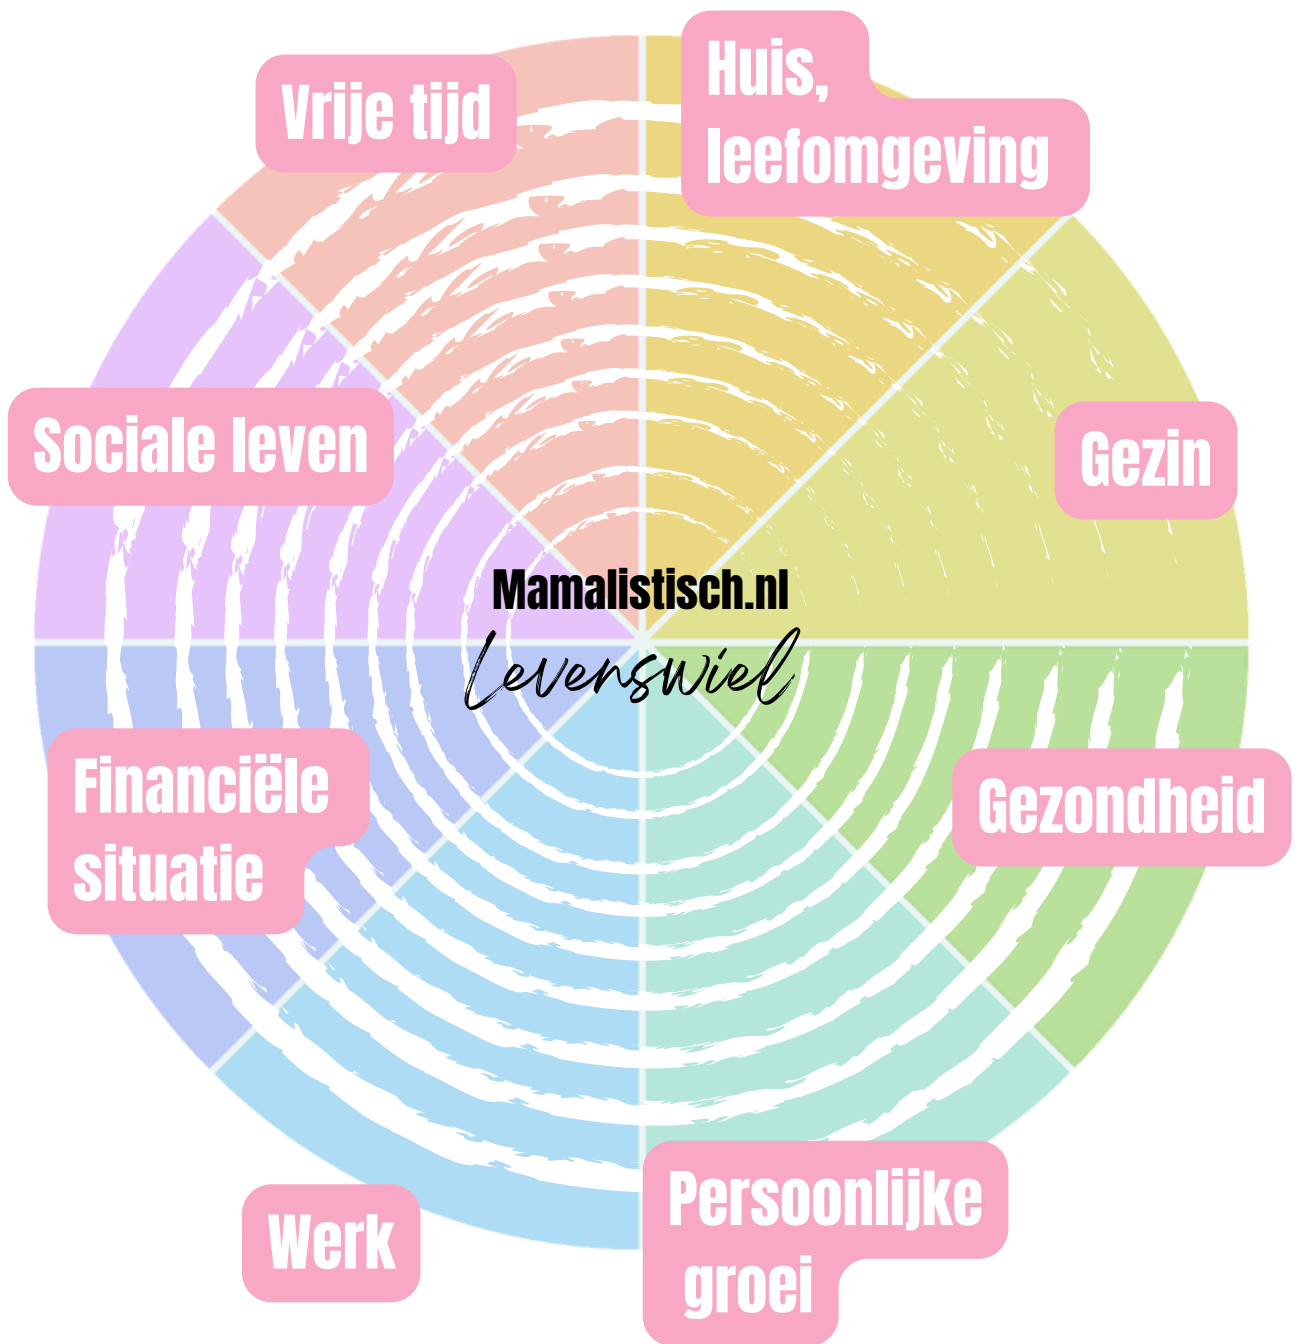 Vrije tijd
Huis,
leefomgeving
Sociale leven
Gezin
Mamalistisch.nl
Levenswiel
Financiële
situatie
Gezondheid
Werk
Persoonlijke
groei